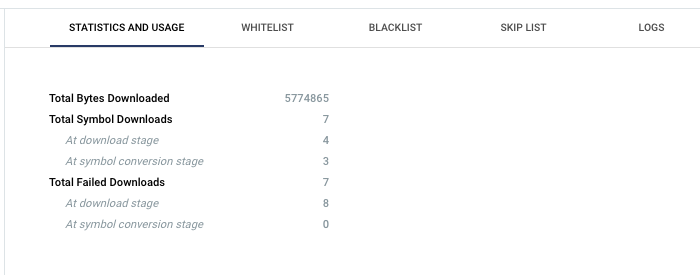 STATISTICS AND USAGE WHITELIST BLACKLIST SKIP LIST LOGS
Total Bytes Downloaded 5774865
Total Symbol Downloads 7
At download stage 4
At symbol conversion stage 3
Total Failed Downloads 7
At download stage 8
At symbol conversion stage 0